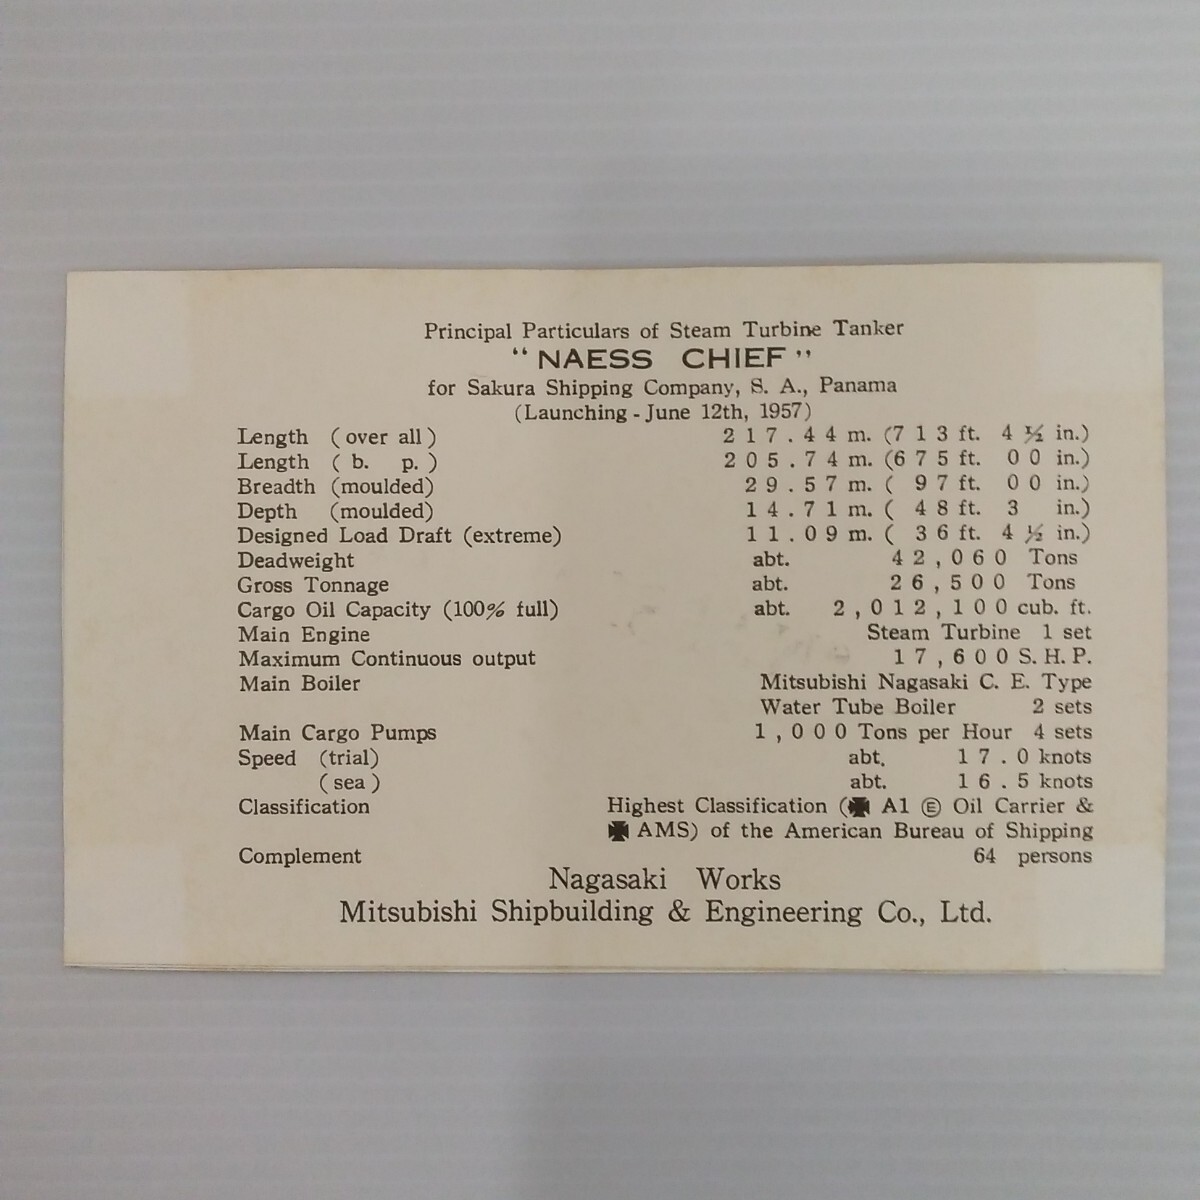 Principal Particulars of Steam Turbine Tanker
“NAESS CHIEF”
for Sakura Shipping Company, S. A., Panama
(Launching - June 12th, 1957)
Length (over all) 217.44 m. (713 ft. 4 ½ in.)
Length (b. p.) 205.74 m. (675 ft. 00 in.)
Breadth (moulded) 29.57 m. ( 97 ft. 00 in.)
Depth (moulded) 14.71 m. ( 48 ft. 3 in.)
Designed Load Draft (extreme) 11.09 m. ( 36 ft. 4 ½ in.)
Deadweight abt. 42,060 Tons
Gross Tonnage abt. 26,500 Tons
Cargo Oil Capacity (100% full) abt. 2,012,100 cub. ft.
Main Engine Steam Turbine 1 set
Maximum Continuous output 17,600 S. H. P.
Main Boiler Mitsubishi Nagasaki C. E. Type
Water Tube Boiler 2 sets
Main Cargo Pumps 1,000 Tons per Hour 4 sets
Speed (trial) abt. 17.0 knots
(sea) abt. 16.5 knots
Classification Highest Classification (✠ A1 Ⓔ Oil Carrier &
✠ AMS) of the American Bureau of Shipping
Complement 64 persons
Nagasaki Works
Mitsubishi Shipbuilding & Engineering Co., Ltd.